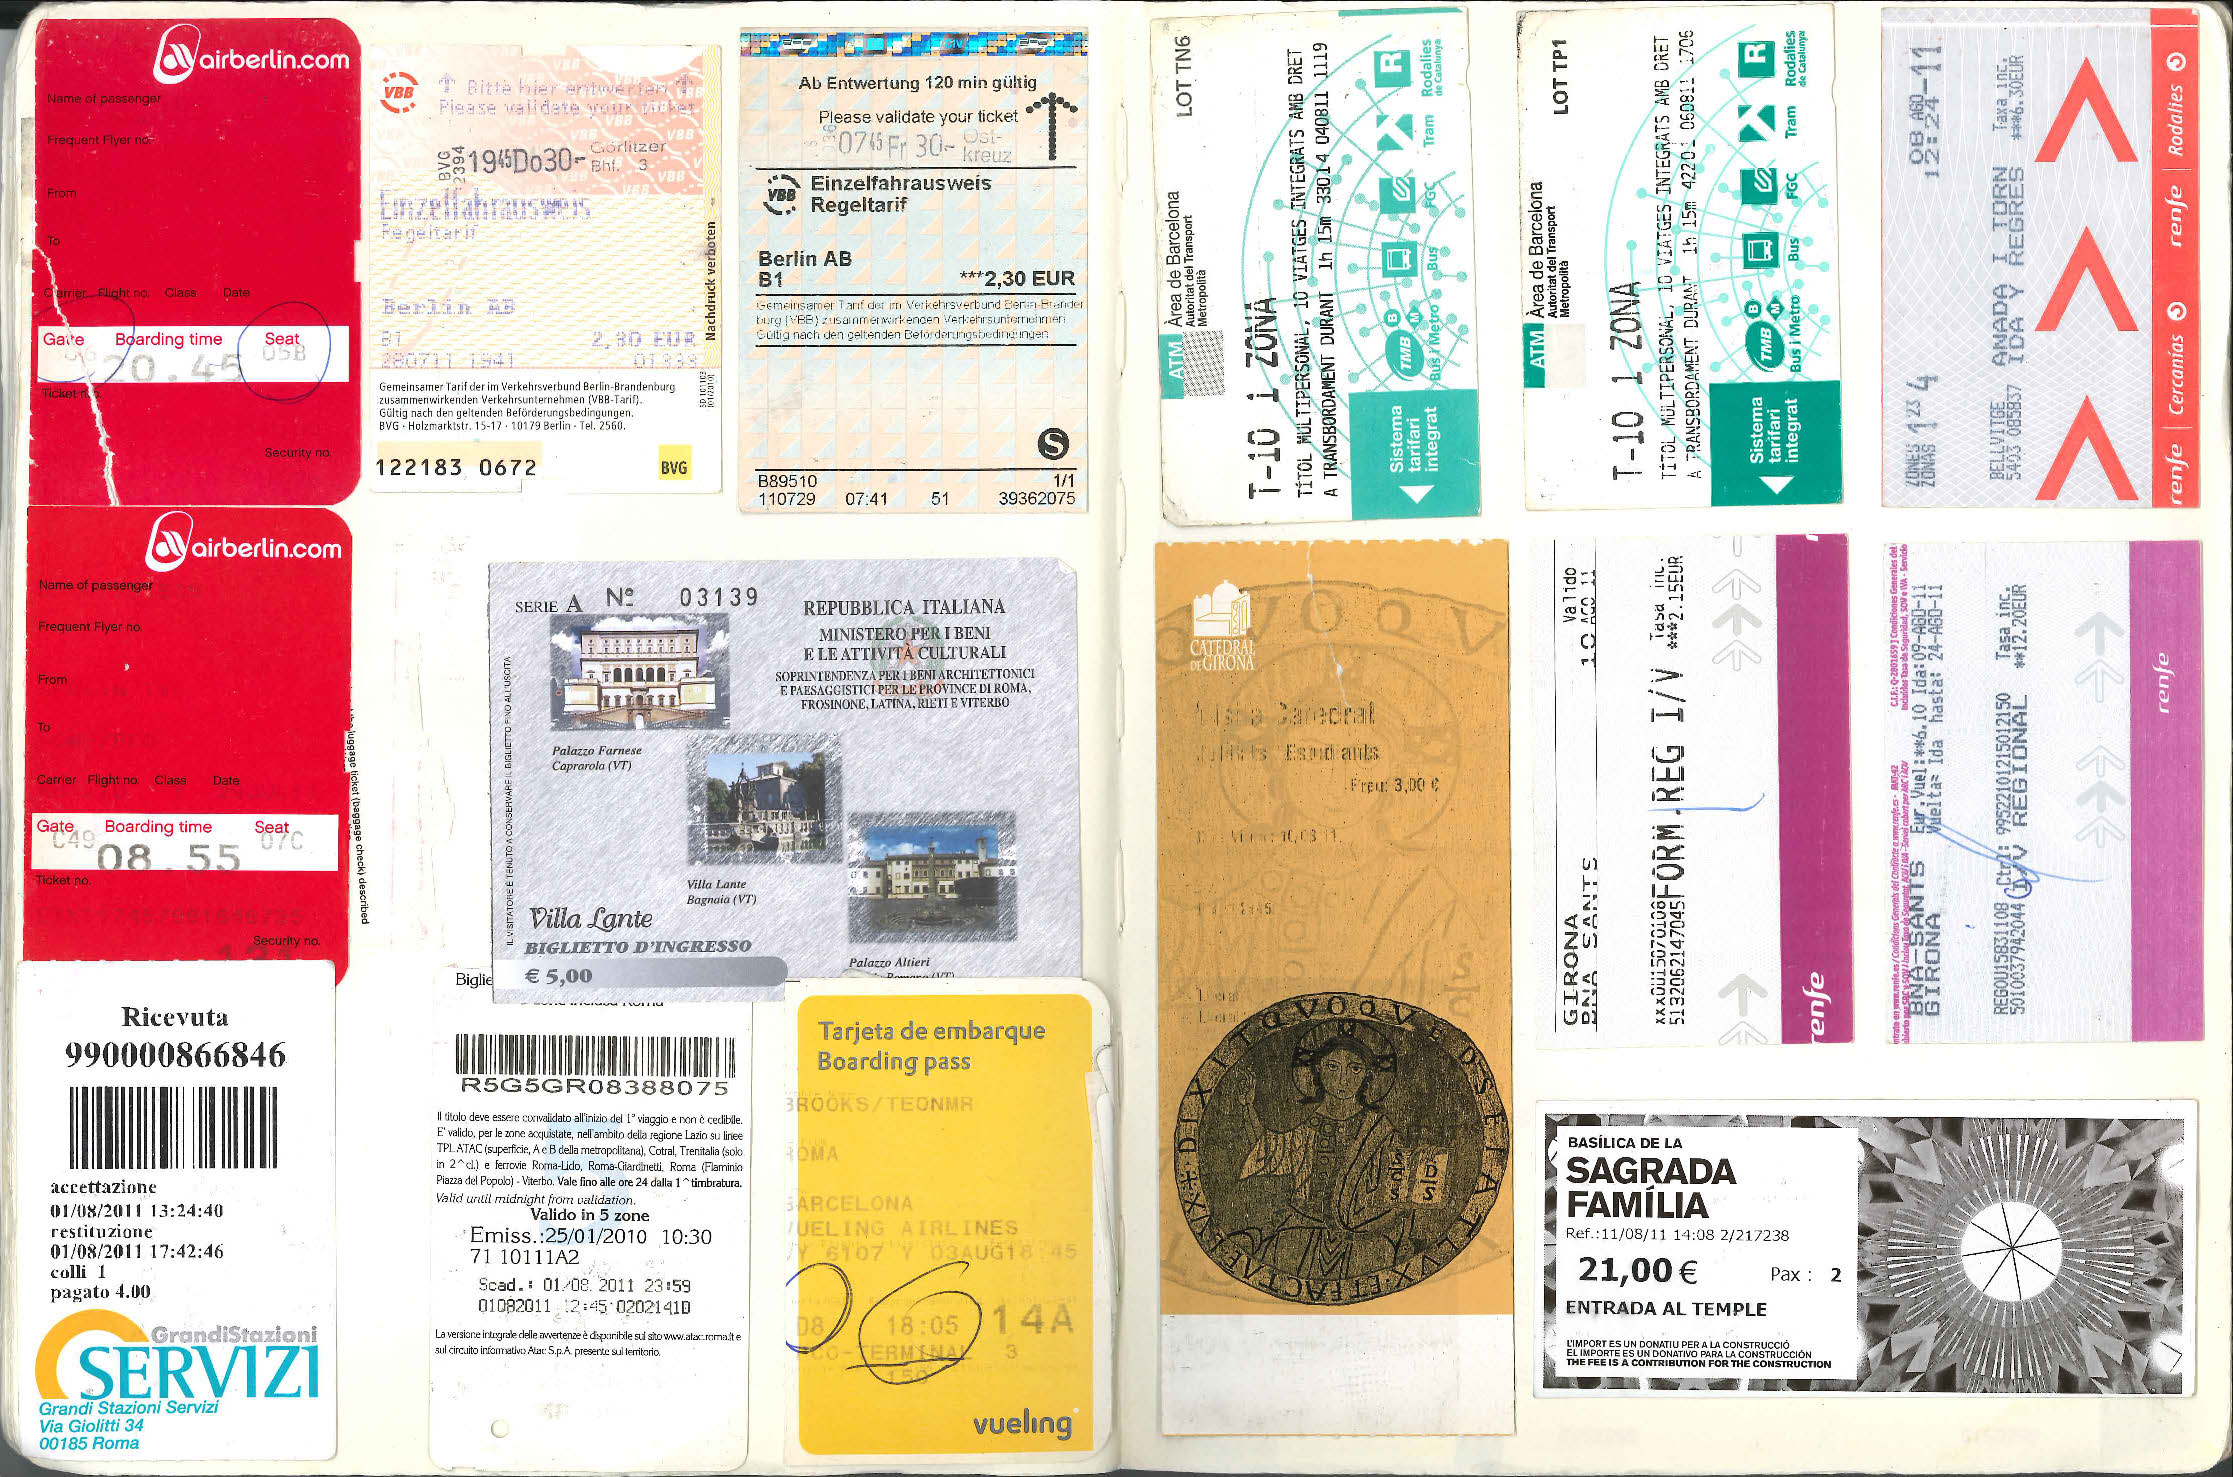 airberlin.com
Name of passenger
Frequent Flyer no.
From
To
Carrier Flight no. Class Date
Gate Boarding time Seat
20.45 05B
Ticket no.
Security no.
airberlin.com
Name of passenger
Frequent Flyer no.
From
To
Carrier Flight no. Class Date
Gate Boarding time Seat
C49 08.55 07C
Ticket no.
Security no.
luggage ticket (baggage check) described
Ricevuta
990000866846
accettazione
01/08/2011 13:24:40
restituzione
01/08/2011 17:42:46
colli 1
pagato 4.00
GrandiStazioni
SERVIZI
Grandi Stazioni Servizi
Via Giolitti 34
00185 Roma
VBB
Bitte hier entwerten
Please validate your ticket
BVG
2394
1945 Do30- Görlitzer
Bhf. 3
Einzelfahrausweis
Regeltarif
Berlin AB
B1 2,30 EUR
280711 1941 01333
Nachdruck verboten
Gemeinsamer Tarif der im Verkehrsverbund Berlin-Brandenburg
zusammenwirkenden Verkehrsunternehmen (VBB-Tarif).
Gültig nach den geltenden Beförderungsbedingungen.
BVG · Holzmarktstr. 15-17 · 10179 Berlin · Tel. 2560.
122183 0672
BVG
Ab Entwertung 120 min gültig
Please validate your ticket
0745 Fr 30- Ost-
kreuz
VBB
Einzelfahrausweis
Regeltarif
Berlin AB
B1 ***2,30 EUR
Gemeinsamer Tarif der im Verkehrsverbund Berlin-Branden
burg (VBB) zusammenwirkenden Verkehrsunternehmen
Gültig nach den geltenden Beförderungsbedingungen
S
B89510 1/1
110729 07:41 51 39362075
SERIE A Nº 03139
REPUBBLICA ITALIANA
MINISTERO PER I BENI
E LE ATTIVITÀ CULTURALI
SOPRINTENDENZA PER I BENI ARCHITETTONICI
E PAESAGGISTICI PER LE PROVINCE DI ROMA,
FROSINONE, LATINA, RIETI E VITERBO
IL VISITATORE E TENUTO A CONSERVARE IL BIGLIETTO FINO ALL'USCITA
Palazzo Farnese
Caprarola (VT)
Villa Lante
Bagnaia (VT)
Palazzo Altieri
Villa Lante
BIGLIETTO D'INGRESSO
€ 5,00
Biglie
R5G5GR08388075
Il titolo deve essere convalidato all'inizio del 1° viaggio e non è cedibile.
E' valido, per le zone acquistate, nell'ambito della regione Lazio su linee
TPL ATAC (superficie, A e B della metropolitana), Cotral, Trenitalia (solo
in 2^cl.) e ferrovie Roma-Lido, Roma-Giardinetti, Roma (Flaminio
Piazza del Popolo) - Viterbo. Vale fino alle ore 24 dalla 1^timbratura.
Valid until midnight from validation.
Valido in 5 zone
Emiss.:25/01/2010 10:30
71 10111A2
Scad.: 01/08 2011 23:59
01082011 12:45 0202141D
La versione integrale delle avvertenze è disponibile sul sito www.atac.roma.it e
sul circuito informativo Atac S.p.A. presente sul territorio.
Tarjeta de embarque
Boarding pass
BROOKS/TEONMR
ROMA
BARCELONA
VUELING AIRLINES
VY 6107 Y 03AUG18 45
08 18:05 14A
TERMINAL 3
150
vueling
LOT TN6
ATM Àrea de Barcelona
Autoritat del Transport
Metropolità
T-10 1 ZONA
TÍTOL MULTIPERSONAL, 10 VIATGES INTEGRATS AMB DRET
A TRANSBORDAMENT DURANT 1h 15m 33014 040811 1119
TMB B M Bus i Metro
Bus
FGC
Tram
R Rodalies
de Catalunya
Sistema
tarifari
integrat
LOT TP1
ATM Àrea de Barcelona
Autoritat del Transport
Metropolità
T-10 1 ZONA
TÍTOL MULTIPERSONAL, 10 VIATGES INTEGRATS AMB DRET
A TRANSBORDAMENT DURANT 1h 15m 42201 060811 1706
TMB B M Bus i Metro
Bus
FGC
Tram
R Rodalies
de Catalunya
Sistema
tarifari
integrat
ZONES
ZONAS 1234
08 AGO-11
12:24
BELLVITGE ANADA I TORN Taxa inc.
5403 085837 IDA Y REGRES ***6.30EUR
renfe Cercanías renfe Rodalies
CATEDRAL
DE GIRONA
Visita Catedral
Estudiants
Preu: 3,00 €
DIXIT QVOQVE DS FIAT LVX ET FACTA E LVX
GIRONA
BNA SANTS
Valido
10 AGO 11
FORM.REG I/V Tasa inc.
5132062147045 ***2.15EUR
renfe
BNA-SANTS Eur.Vuel:**6.10 Ida:07-AGO-11
GIRONA Vuelta= Ida hasta: 24-AGO-11
REROU15831108 Ctrl: 9952210121501 2150 Tasa inc.
5010037942044 I/V REGIONAL **12.20EUR
renfe
BASÍLICA DE LA
SAGRADA
FAMÍLIA
Ref.:11/08/11 14:08 2/217238
21,00 € Pax : 2
ENTRADA AL TEMPLE
L'IMPORT ES UN DONATIU PER A LA CONSTRUCCIÓ
EL IMPORTE ES UN DONATIVO PARA LA CONSTRUCCIÓN
THE FEE IS A CONTRIBUTION FOR THE CONSTRUCTION